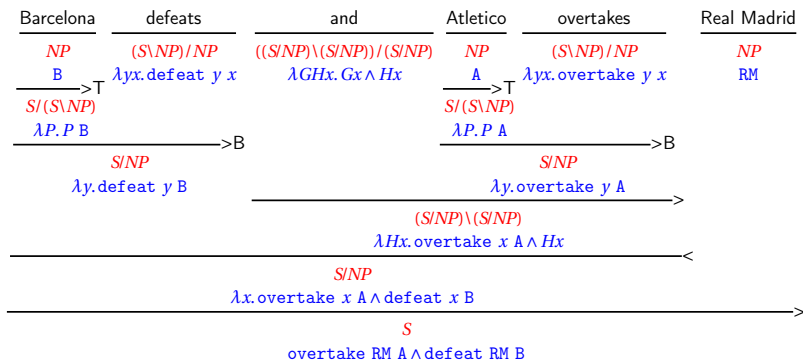 Barcelona defeats and Atletico overtakes Real Madrid
NP (S\NP)/NP ((S/NP)\(S/NP))/(S/NP) NP (S\NP)/NP NP
B λyx.defeat y x λGHx.Gx ∧ Hx A λyx.overtake y x RM
>T >T
S/(S\NP) S/(S\NP)
λP.P B λP.P A
>B >B
S/NP S/NP
λy.defeat y B λy.overtake y A
>
(S/NP)\(S/NP)
λHx.overtake x A ∧ Hx
<
S/NP
λx.overtake x A ∧ defeat x B
>
S
overtake RM A ∧ defeat RM B